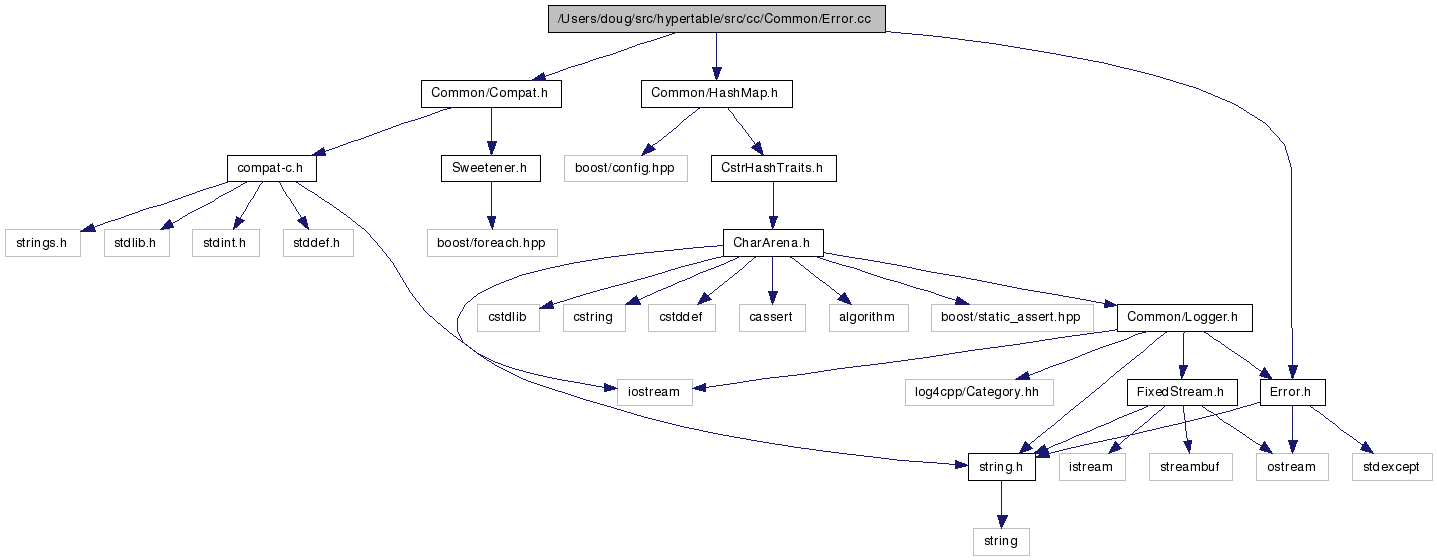 /Users/doug/src/hypertable/src/cc/Common/Error.cc
Common/Compat.h
Common/HashMap.h
compat-c.h
Sweetener.h
boost/config.hpp
CstrHashTraits.h
strings.h
stdlib.h
stdint.h
stddef.h
boost/foreach.hpp
CharArena.h
cstdlib
cstring
cstddef
cassert
algorithm
boost/static_assert.hpp
Common/Logger.h
iostream
log4cpp/Category.hh
FixedStream.h
Error.h
string.h
istream
streambuf
ostream
stdexcept
string